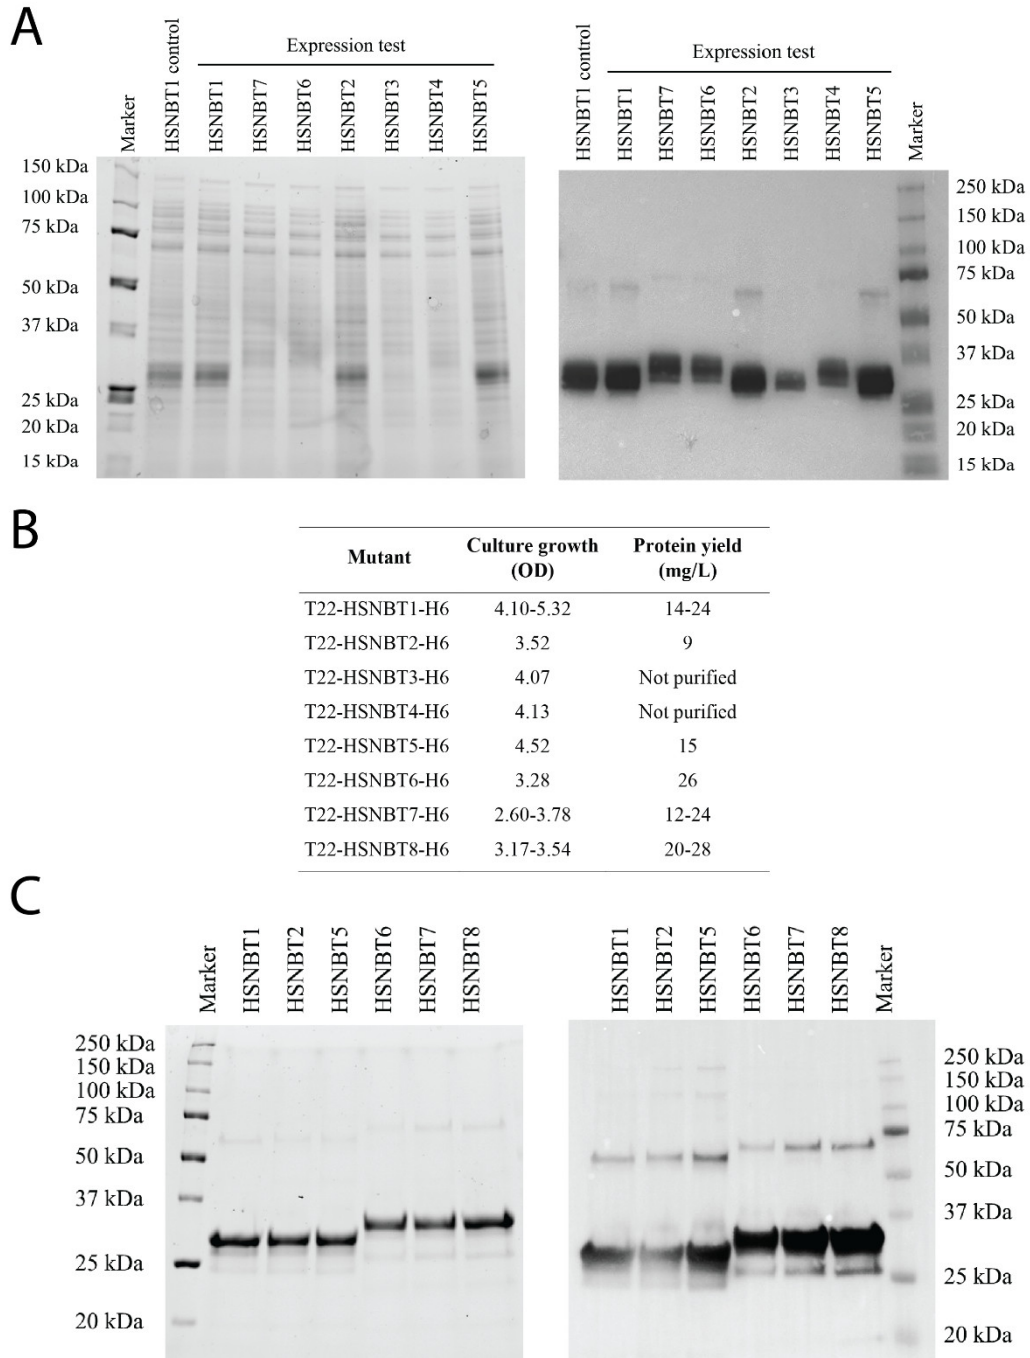 A
Expression test
Marker
HSNBT1 control
HSNBT1
HSNBT7
HSNBT6
HSNBT2
HSNBT3
HSNBT4
HSNBT5
150 kDa
100 kDa
75 kDa
50 kDa
37 kDa
25 kDa
20 kDa
15 kDa
Expression test
HSNBT1 control
HSNBT1
HSNBT7
HSNBT6
HSNBT2
HSNBT3
HSNBT4
HSNBT5
Marker
250 kDa
150 kDa
100 kDa
75 kDa
50 kDa
37 kDa
25 kDa
20 kDa
15 kDa
B
Mutant Culture growth (OD) Protein yield (mg/L)
T22-HSNBT1-H6 4.10-5.32 14-24
T22-HSNBT2-H6 3.52 9
T22-HSNBT3-H6 4.07 Not purified
T22-HSNBT4-H6 4.13 Not purified
T22-HSNBT5-H6 4.52 15
T22-HSNBT6-H6 3.28 26
T22-HSNBT7-H6 2.60-3.78 12-24
T22-HSNBT8-H6 3.17-3.54 20-28
C
Marker
HSNBT1
HSNBT2
HSNBT5
HSNBT6
HSNBT7
HSNBT8
250 kDa
150 kDa
100 kDa
75 kDa
50 kDa
37 kDa
25 kDa
20 kDa
HSNBT1
HSNBT2
HSNBT5
HSNBT6
HSNBT7
HSNBT8
Marker
250 kDa
150 kDa
100 kDa
75 kDa
50 kDa
37 kDa
25 kDa
20 kDa